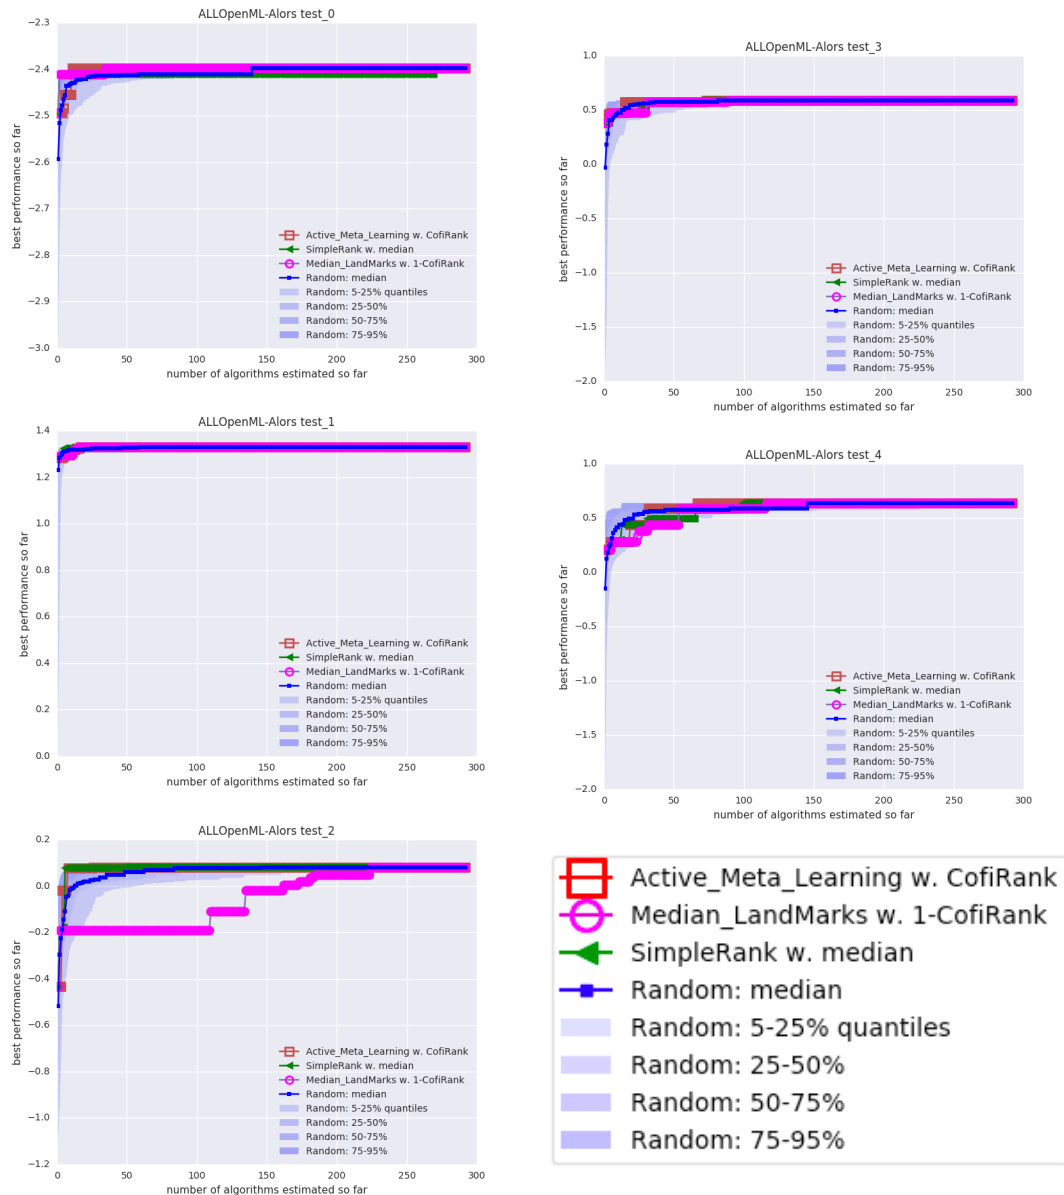 ALLOpenML-Alors test_0
best performance so far
−2.3
−2.4
−2.5
−2.6
−2.7
−2.8
−2.9
−3.0
Active_Meta_Learning w. CofiRank
SimpleRank w. median
Median_LandMarks w. 1-CofiRank
Random: median
Random: 5-25% quantiles
Random: 25-50%
Random: 50-75%
Random: 75-95%
0 50 100 150 200 250 300
number of algorithms estimated so far
ALLOpenML-Alors test_3
best performance so far
1.0
0.5
0.0
−0.5
−1.0
−1.5
−2.0
Active_Meta_Learning w. CofiRank
SimpleRank w. median
Median_LandMarks w. 1-CofiRank
Random: median
Random: 5-25% quantiles
Random: 25-50%
Random: 50-75%
Random: 75-95%
0 50 100 150 200 250 300
number of algorithms estimated so far
ALLOpenML-Alors test_1
best performance so far
1.4
1.2
1.0
0.8
0.6
0.4
0.2
0.0
Active_Meta_Learning w. CofiRank
SimpleRank w. median
Median_LandMarks w. 1-CofiRank
Random: median
Random: 5-25% quantiles
Random: 25-50%
Random: 50-75%
Random: 75-95%
0 50 100 150 200 250 300
number of algorithms estimated so far
ALLOpenML-Alors test_4
best performance so far
1.0
0.5
0.0
−0.5
−1.0
−1.5
−2.0
Active_Meta_Learning w. CofiRank
SimpleRank w. median
Median_LandMarks w. 1-CofiRank
Random: median
Random: 5-25% quantiles
Random: 25-50%
Random: 50-75%
Random: 75-95%
0 50 100 150 200 250 300
number of algorithms estimated so far
ALLOpenML-Alors test_2
best performance so far
0.2
0.0
−0.2
−0.4
−0.6
−0.8
−1.0
−1.2
Active_Meta_Learning w. CofiRank
SimpleRank w. median
Median_LandMarks w. 1-CofiRank
Random: median
Random: 5-25% quantiles
Random: 25-50%
Random: 50-75%
Random: 75-95%
0 50 100 150 200 250 300
number of algorithms estimated so far
Active_Meta_Learning w. CofiRank
Median_LandMarks w. 1-CofiRank
SimpleRank w. median
Random: median
Random: 5-25% quantiles
Random: 25-50%
Random: 50-75%
Random: 75-95%